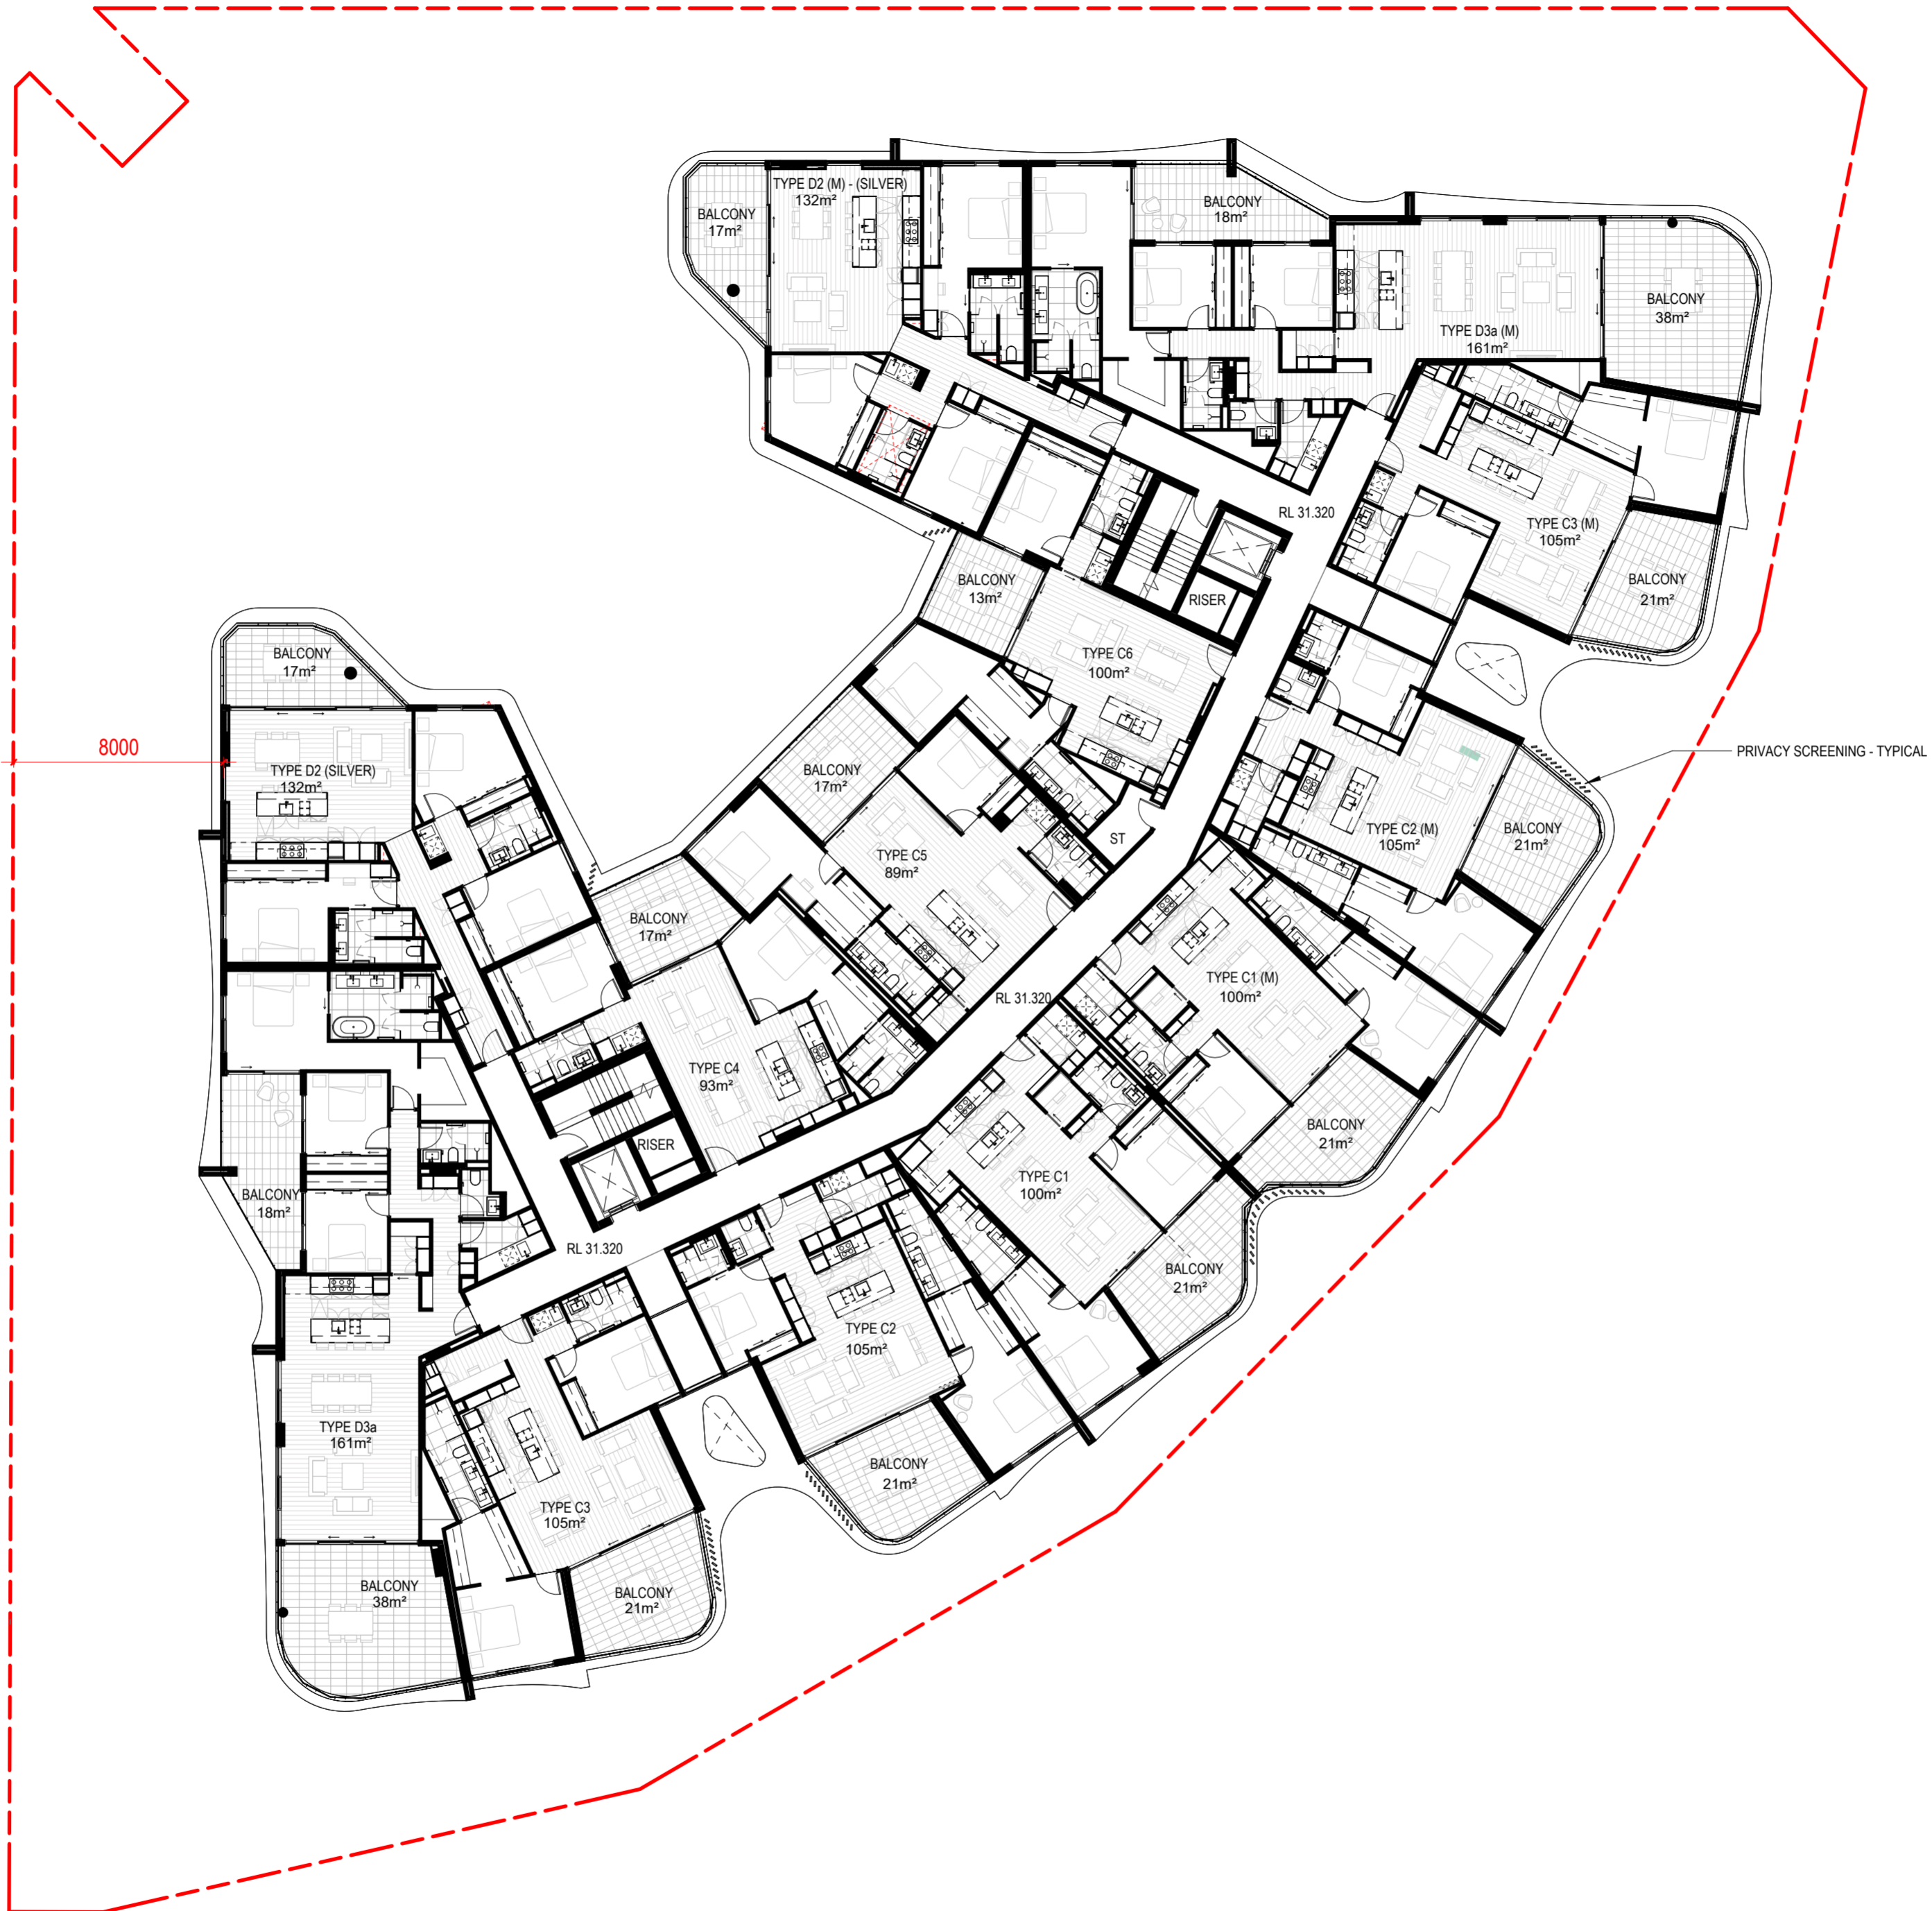 TYPE D2 (M) - (SILVER)
132m²
BALCONY
17m²
BALCONY
18m²
BALCONY
38m²
TYPE D3a (M)
161m²
RL 31.320
TYPE C3 (M)
105m²
BALCONY
21m²
BALCONY
13m²
RISER
TYPE C6
100m²
BALCONY
17m²
TYPE D2 (SILVER)
132m²
8000
PRIVACY SCREENING - TYPICAL
BALCONY
17m²
TYPE C5
89m²
ST
TYPE C2 (M)
105m²
BALCONY
21m²
BALCONY
17m²
TYPE C1 (M)
100m²
RL 31.320
TYPE C4
93m²
RISER
BALCONY
21m²
BALCONY
18m²
TYPE C1
100m²
RL 31.320
BALCONY
21m²
TYPE C2
105m²
TYPE D3a
161m²
BALCONY
21m²
TYPE C3
105m²
BALCONY
38m²
BALCONY
21m²